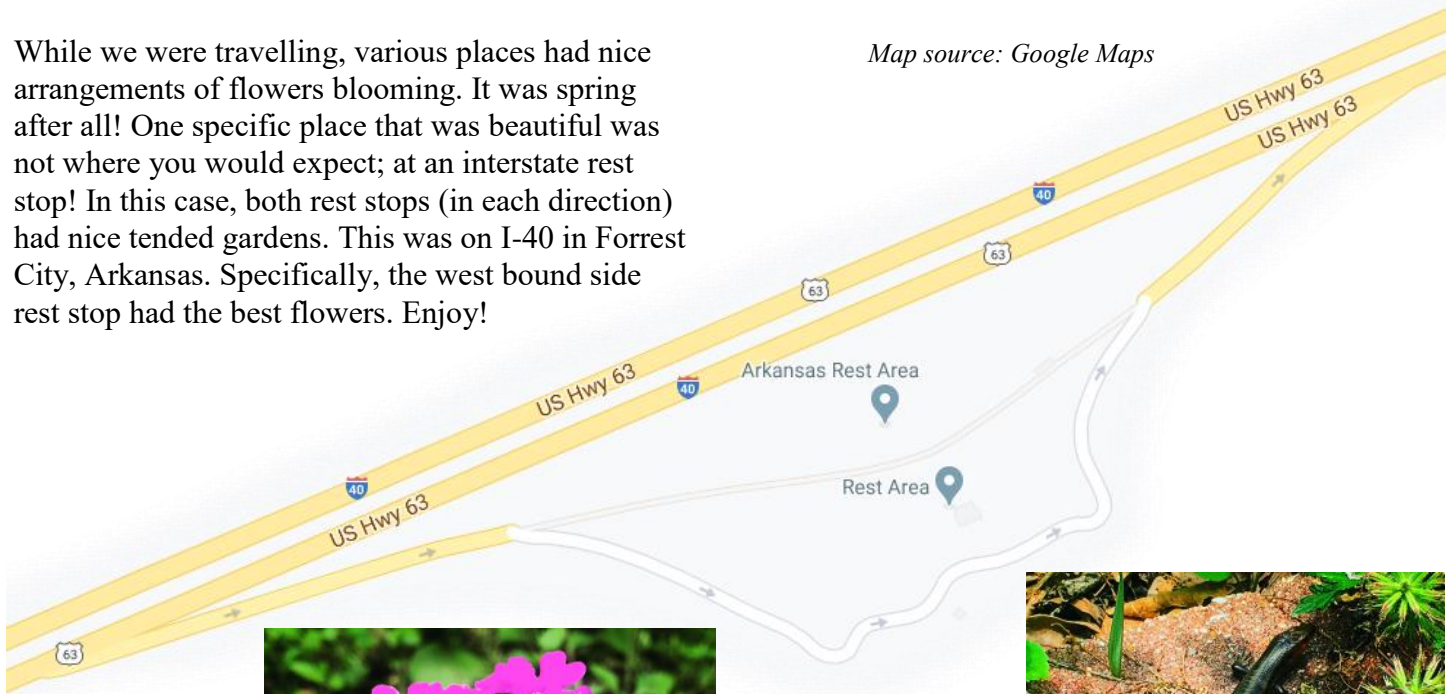 While we were travelling, various places had nice
arrangements of flowers blooming. It was spring
after all! One specific place that was beautiful was
not where you would expect; at an interstate rest
stop! In this case, both rest stops (in each direction)
had nice tended gardens. This was on I-40 in Forrest
City, Arkansas. Specifically, the west bound side
rest stop had the best flowers. Enjoy!
Map source: Google Maps
US Hwy 63
US Hwy 63
40
63
63
US Hwy 63
40
Arkansas Rest Area
40
Rest Area
US Hwy 63
63